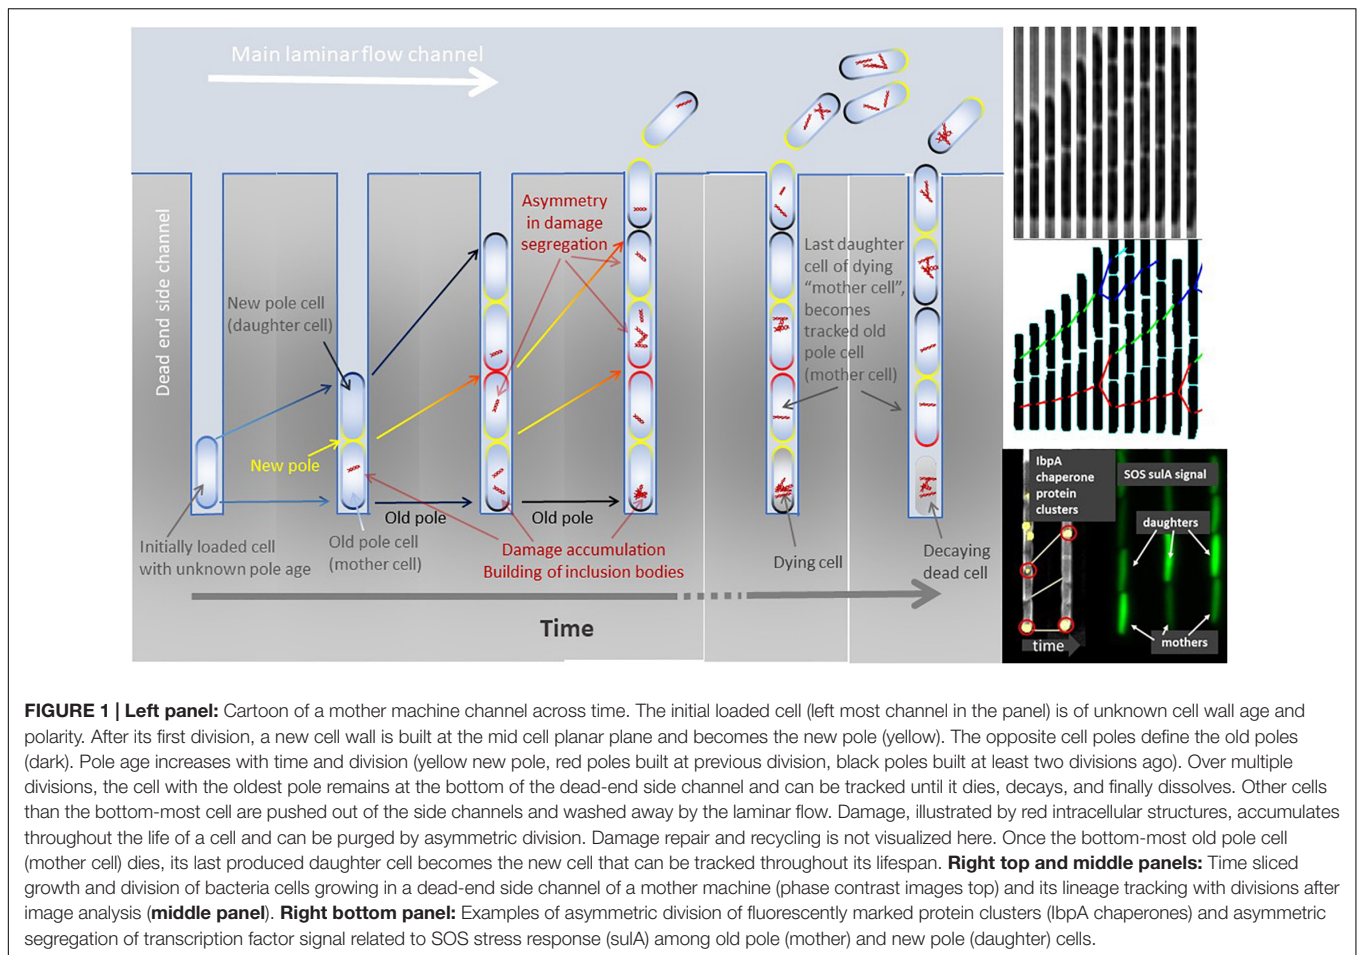 Main laminar flow channel
Dead end side channel
Asymmetry
in damage
segregation
Last daughter
cell of dying
“mother cell”,
becomes
tracked old
pole cell
(mother cell)
New pole cell
(daughter cell)
New pole
Old pole
Old pole
Initially loaded cell
with unknown pole age
Old pole cell
(mother cell)
Damage accumulation
Building of inclusion bodies
Dying cell
Decaying
dead cell
Time
IbpA
chaperone
protein
clusters
time
SOS sulA signal
daughters
mothers
FIGURE 1 | Left panel: Cartoon of a mother machine channel across time. The initial loaded cell (left most channel in the panel) is of unknown cell wall age and
polarity. After its first division, a new cell wall is built at the mid cell planar plane and becomes the new pole (yellow). The opposite cell poles define the old poles
(dark). Pole age increases with time and division (yellow new pole, red poles built at previous division, black poles built at least two divisions ago). Over multiple
divisions, the cell with the oldest pole remains at the bottom of the dead-end side channel and can be tracked until it dies, decays, and finally dissolves. Other cells
than the bottom-most cell are pushed out of the side channels and washed away by the laminar flow. Damage, illustrated by red intracellular structures, accumulates
throughout the life of a cell and can be purged by asymmetric division. Damage repair and recycling is not visualized here. Once the bottom-most old pole cell
(mother cell) dies, its last produced daughter cell becomes the new cell that can be tracked throughout its lifespan. Right top and middle panels: Time sliced
growth and division of bacteria cells growing in a dead-end side channel of a mother machine (phase contrast images top) and its lineage tracking with divisions after
image analysis (middle panel). Right bottom panel: Examples of asymmetric division of fluorescently marked protein clusters (IbpA chaperones) and asymmetric
segregation of transcription factor signal related to SOS stress response (sulA) among old pole (mother) and new pole (daughter) cells.